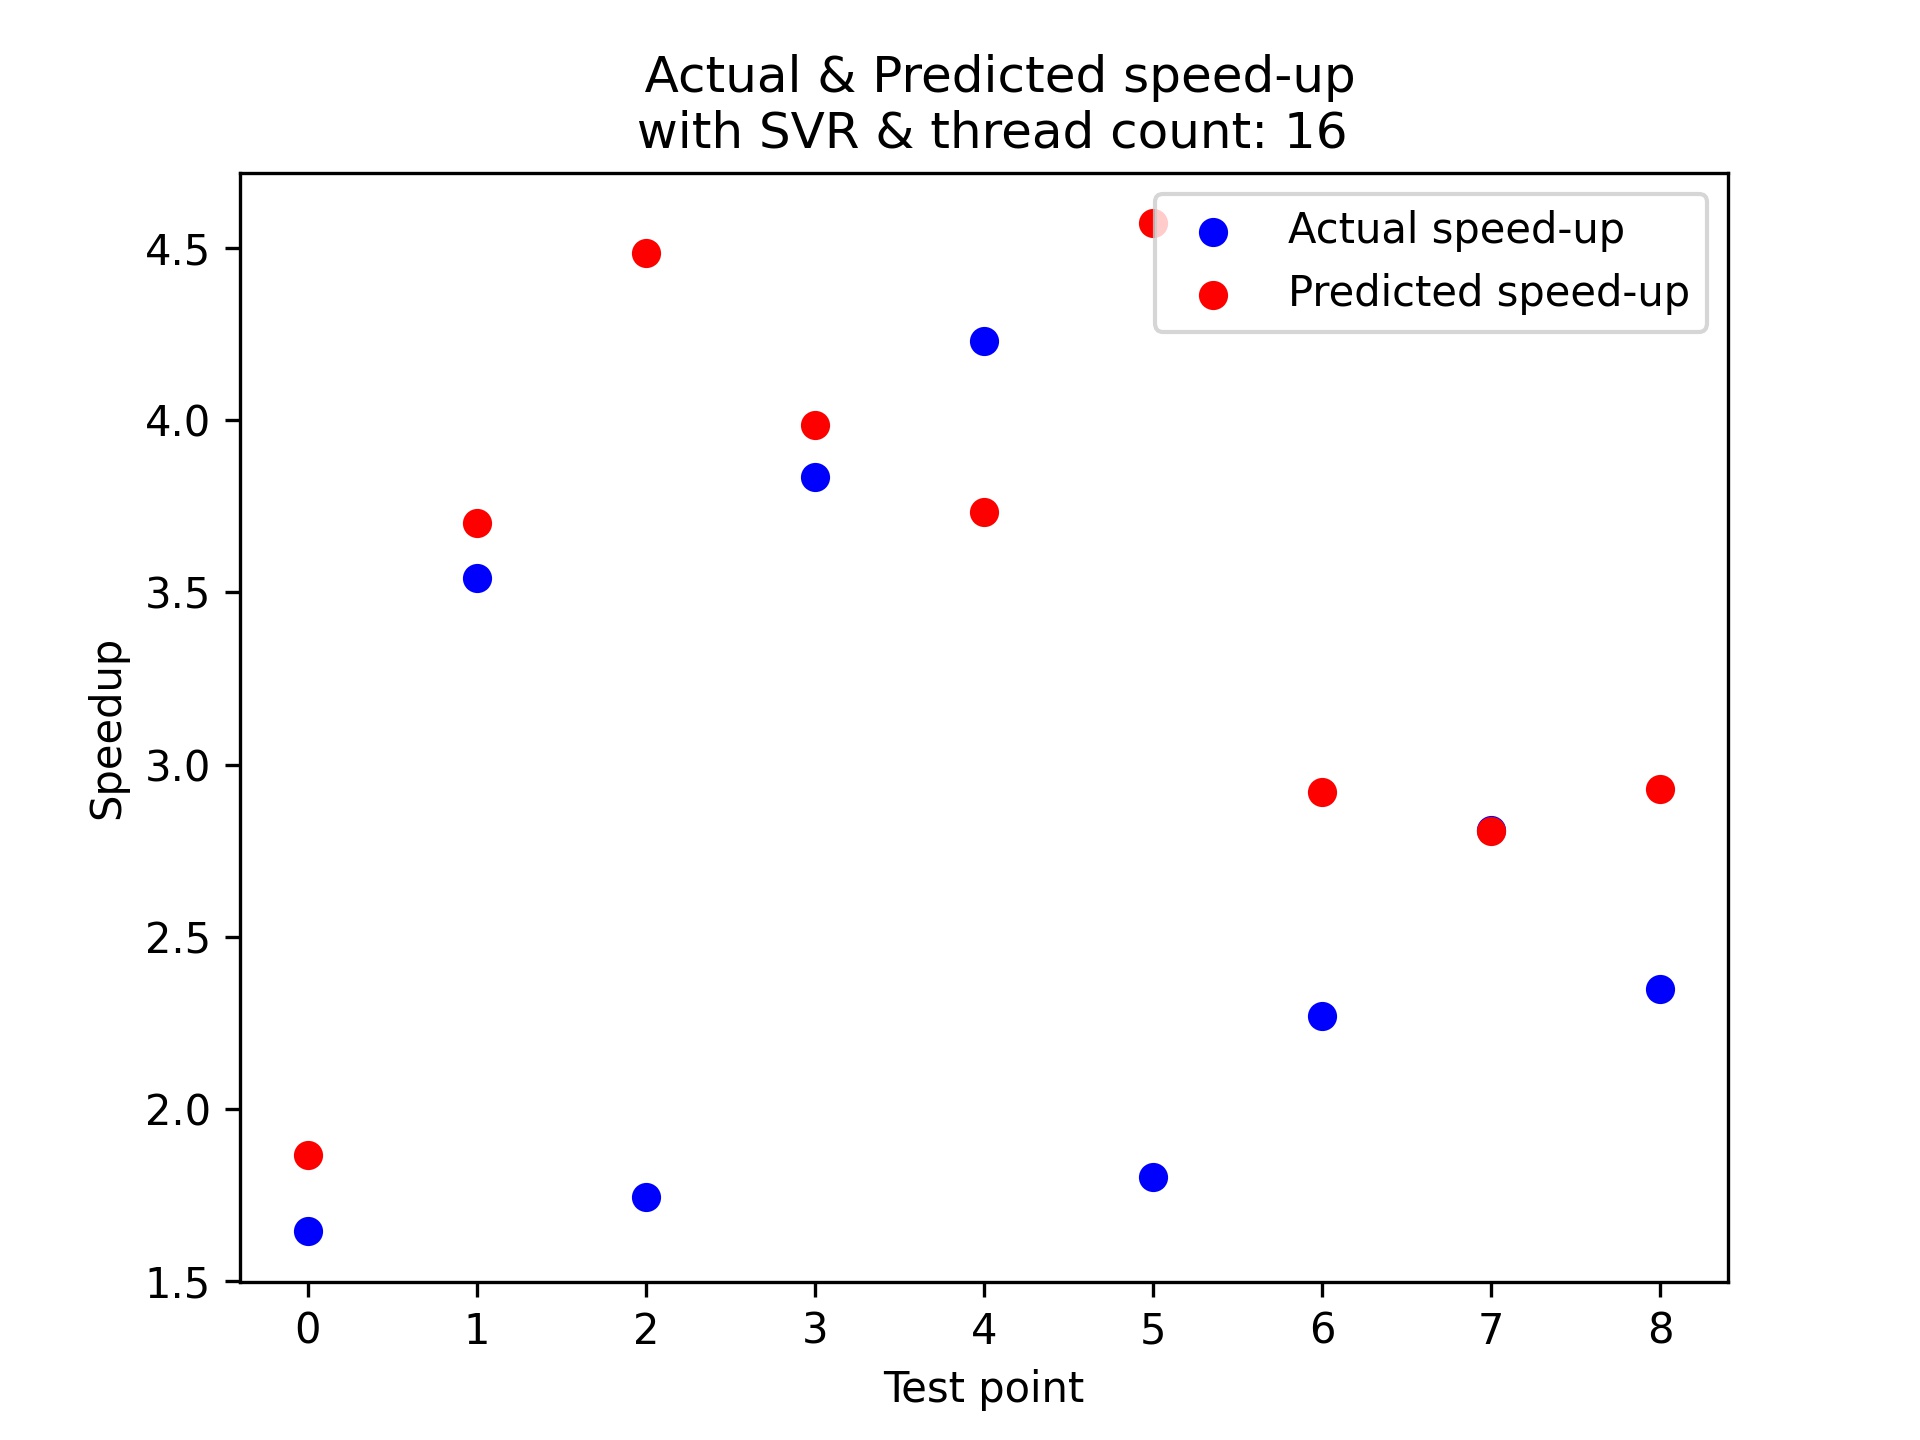 Actual & Predicted speed-up
with SVR & thread count: 16
Actual speed-up
Predicted speed-up
4.5
4.0
3.5
3.0
2.5
2.0
1.5
Speedup
0 1 2 3 4 5 6 7 8
Test point